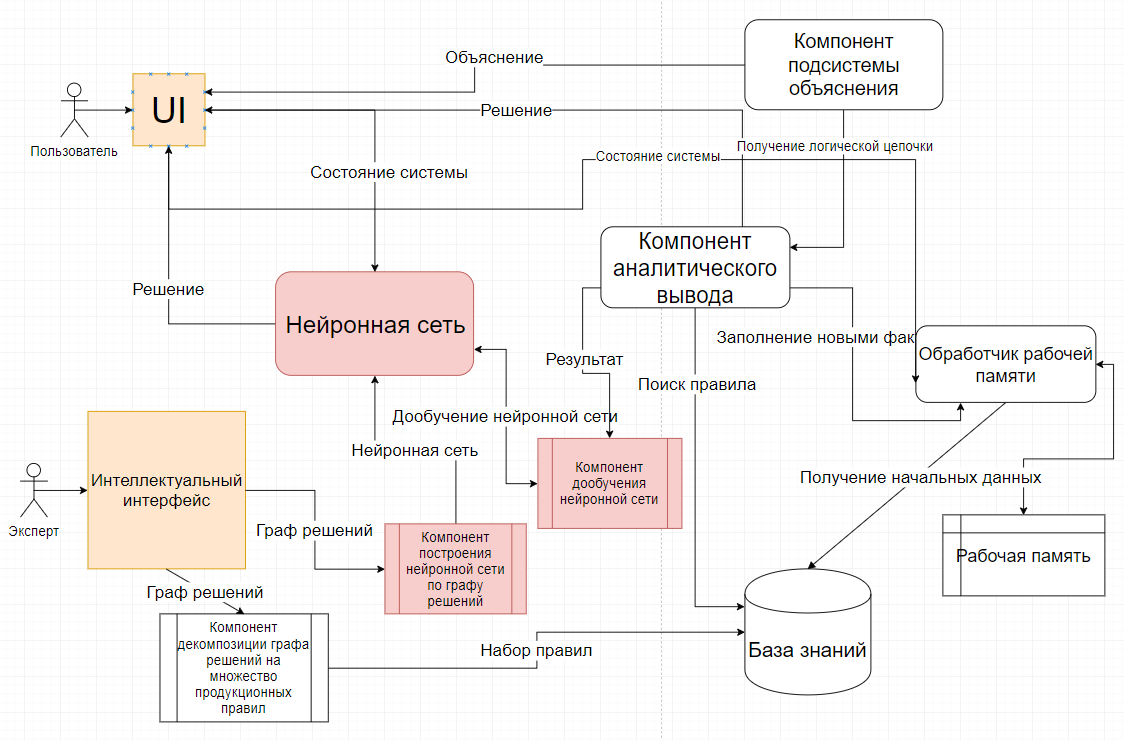 Компонент
подсистемы
объяснения
Объяснение
UI
Пользователь
Решение
Получение логической цепочки
Состояние системы
Состояние системы
Компонент
аналитического
вывода
Решение
Нейронная сеть
Заполнение новыми фак
Обработчик рабочей
памяти
Результат
Поиск правила
Дообучение нейронной сети
Нейронная сеть
Компонент
дообучения
нейронной сети
Получение начальных данных
Интеллектуальный
интерфейс
Эксперт
Граф решений
Компонент
построения
нейронной сети
по графу
решений
Рабочая память
Граф решений
Компонент
декомпозиции графа
решений на
множество
продукционных
правил
Набор правил
База знаний